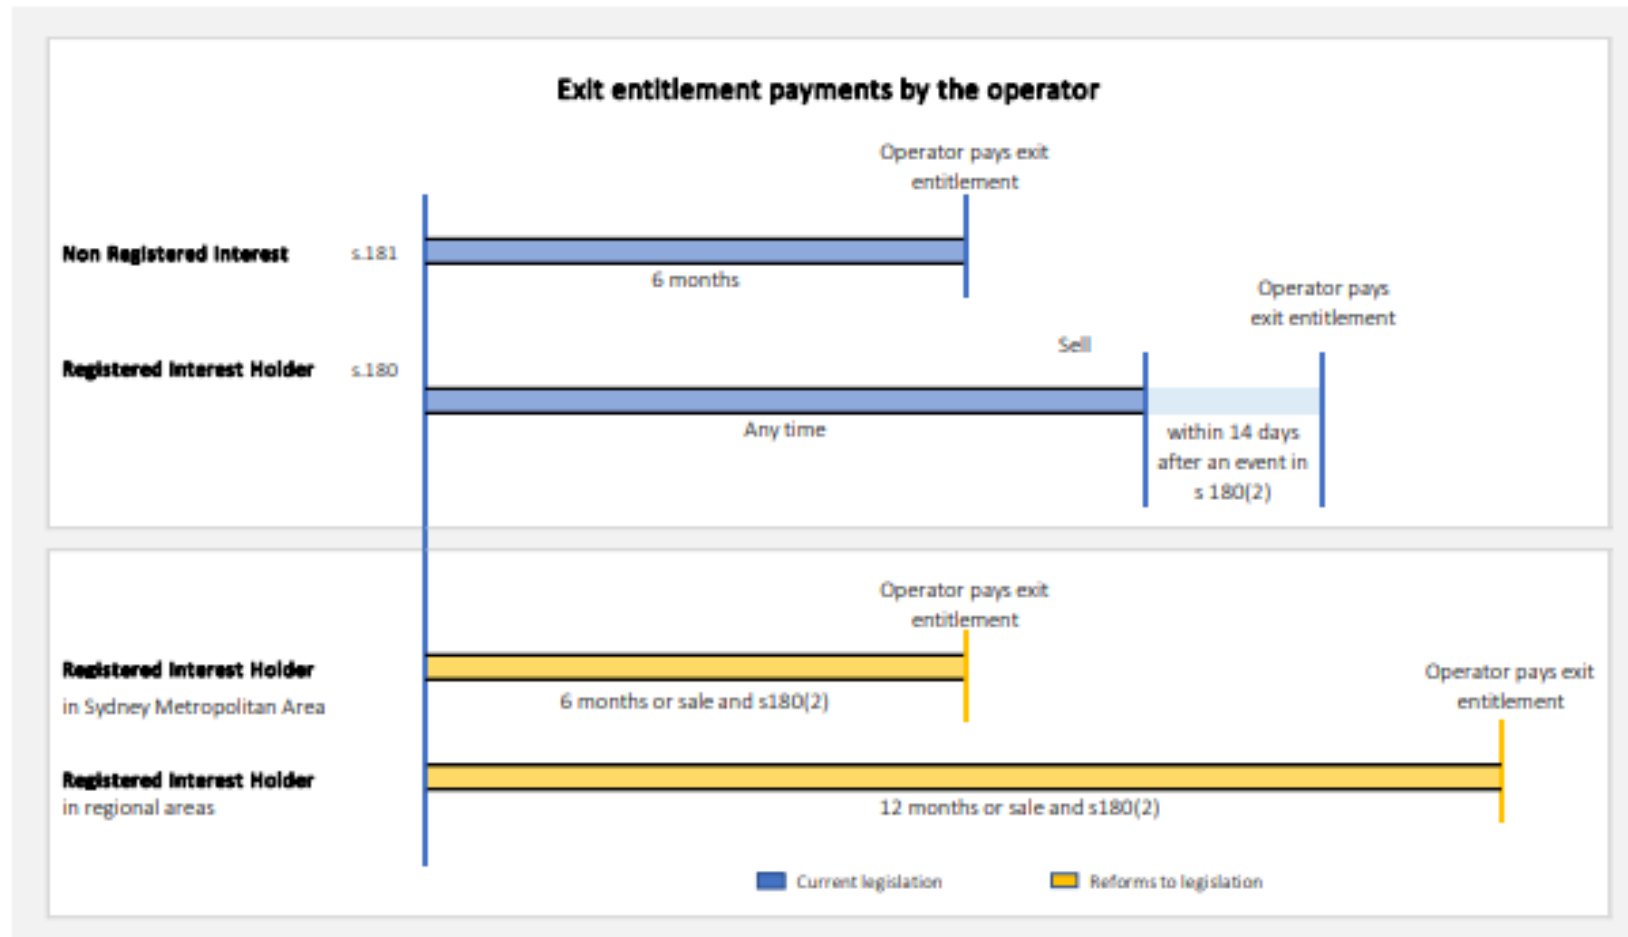 Exit entitlement payments by the operator
Operator pays exit
entitlement
Non Registered Interest s.181
6 months
Operator pays
exit entitlement
Sell
Registered Interest Holder s.180
Any time
within 14 days
after an event in
s 180(2)
Operator pays exit
entitlement
Registered Interest Holder
in Sydney Metropolitan Area
6 months or sale and s180(2)
Operator pays exit
entitlement
Registered Interest Holder
in regional areas
12 months or sale and s180(2)
Current legislation
Reforms to legislation